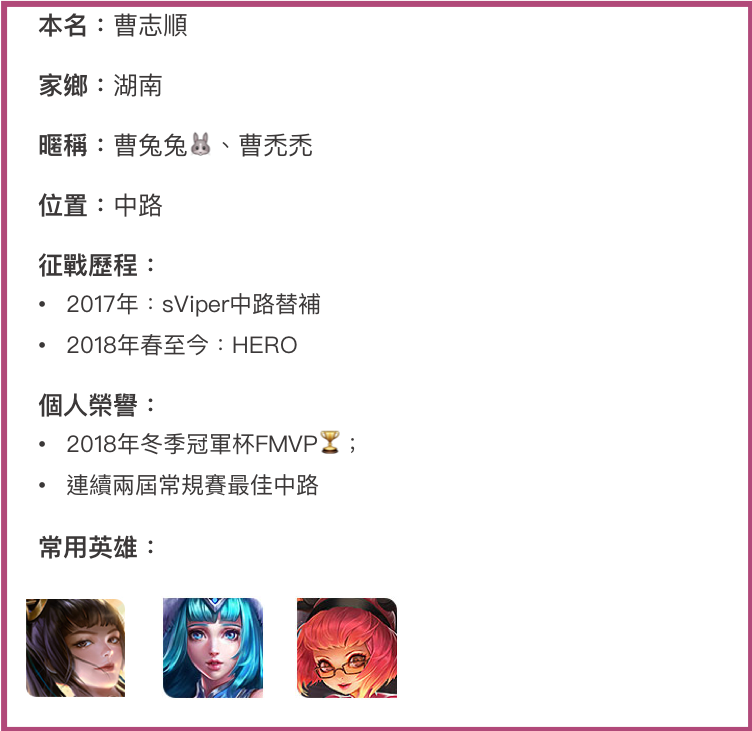 本名：曹志順
家鄉：湖南
暱稱：曹兔兔🐰、曹禿禿
位置：中路
征戰歷程：
• 2017年：sViper中路替補
• 2018年春至今：HERO
個人榮譽：
• 2018年冬季冠軍杯FMVP🏆；
• 連續兩屆常規賽最佳中路
常用英雄：